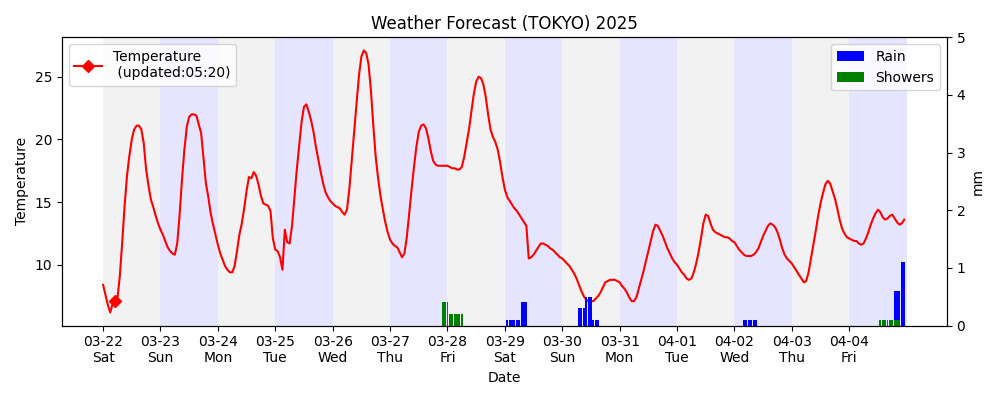 Weather Forecast (TOKYO) 2025
Temperature
(updated:05:20)
Rain
Showers
Temperature
25
20
15
10
5
4
3
2
1
0
mm
03-22 03-23 03-24 03-25 03-26 03-27 03-28 03-29 03-30 03-31 04-01 04-02 04-03 04-04
Sat Sun Mon Tue Wed Thu Fri Sat Sun Mon Tue Wed Thu Fri
Date